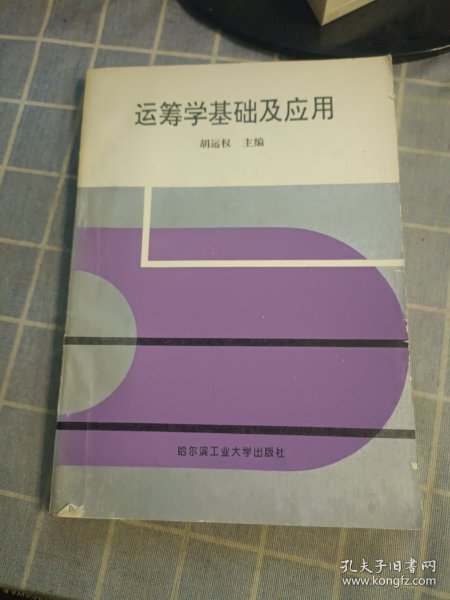 运筹学基础及应用
胡运权 主编
哈尔滨工业大学出版社
孔夫子旧书网
www.kongfz.com